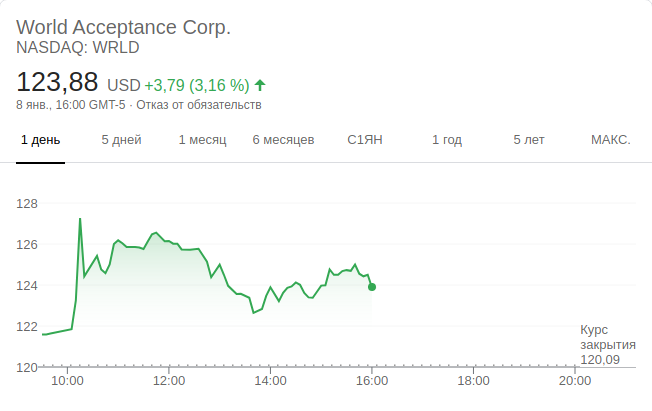 World Acceptance Corp.
NASDAQ: WRLD
123,88 USD +3,79 (3,16 %)
8 янв., 16:00 GMT-5 · Отказ от обязательств
1 день 5 дней 1 месяц 6 месяцев С1ЯН 1 год 5 лет МАКС.
128
126
124
122
120
Курс
закрытия
120,09
10:00 12:00 14:00 16:00 18:00 20:00